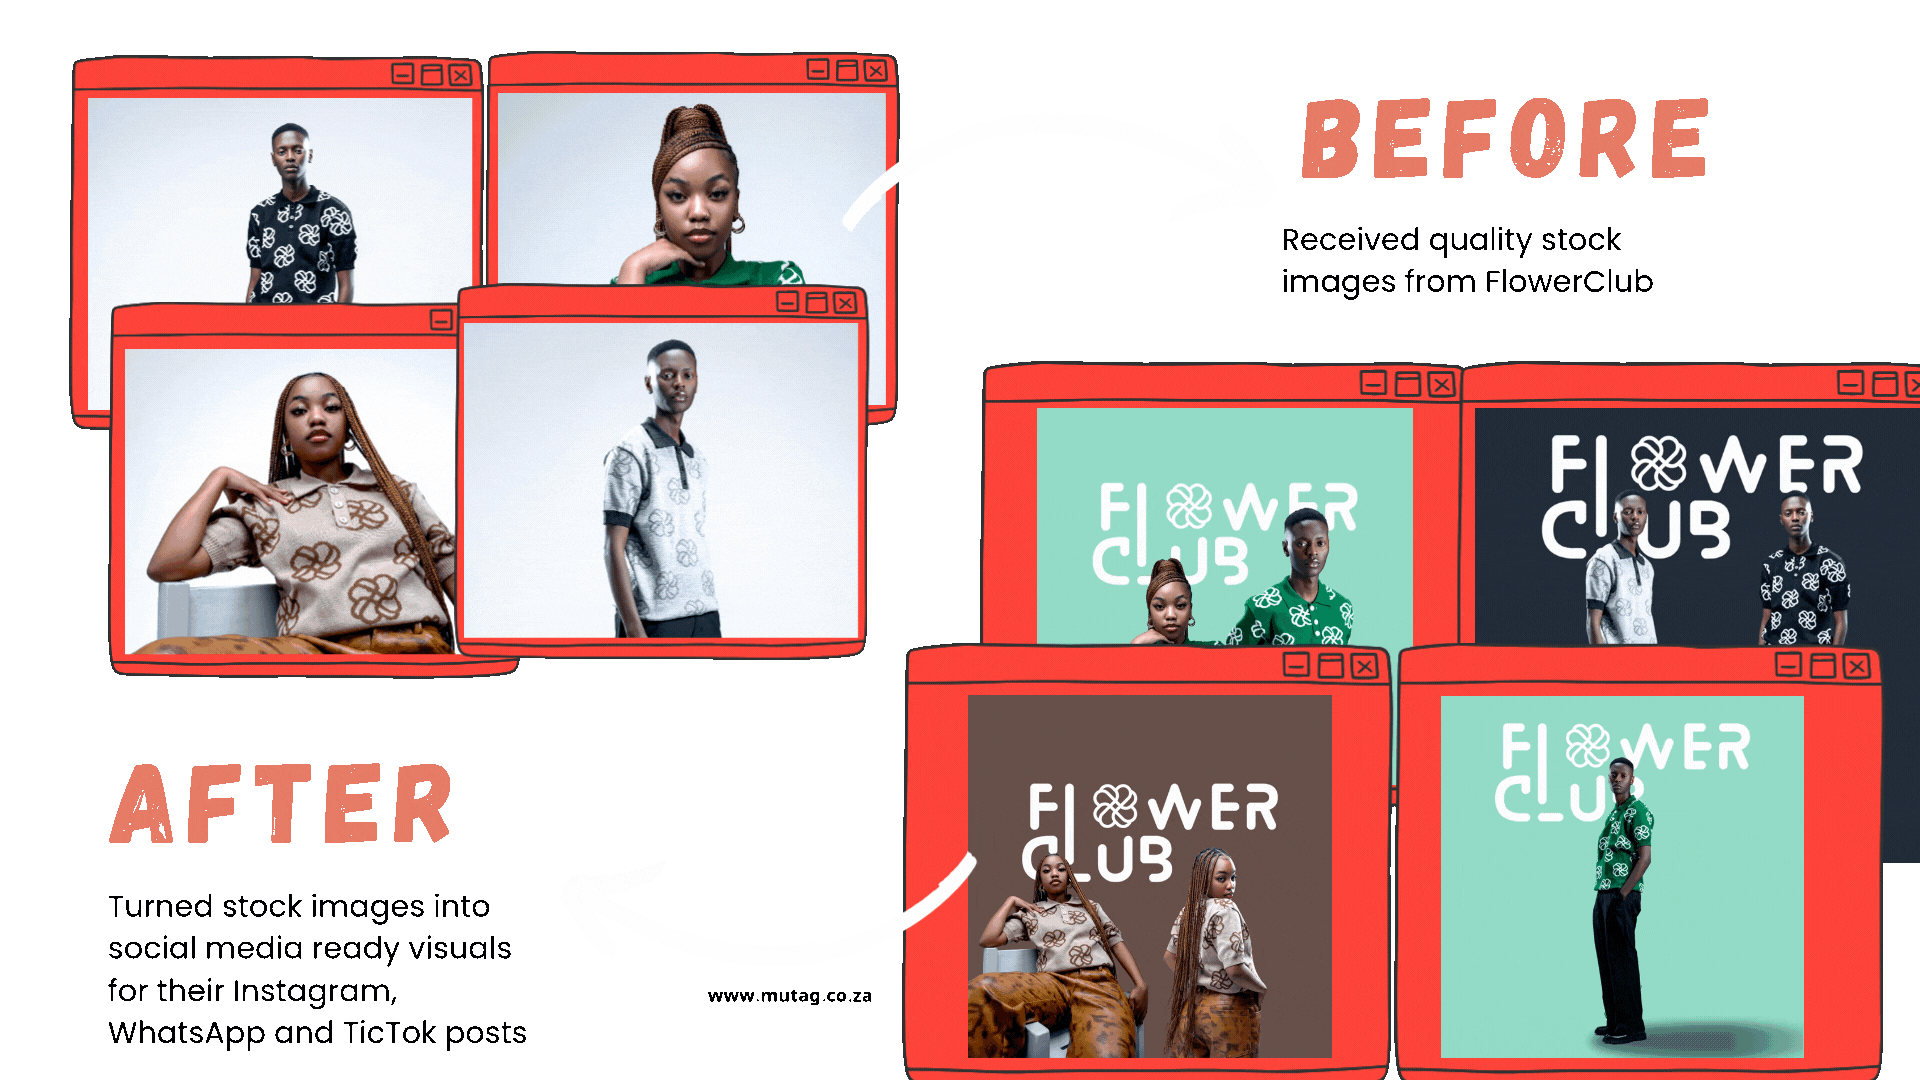 BEFORE
Received quality stock
images from FlowerClub
FLOWER
CLUB
FLOWER
CLUB
FLOWER
CLUB
FLOWER
CLUB
AFTER
Turned stock images into
social media ready visuals
for their Instagram,
WhatsApp and TicTok posts
www.mutag.co.za